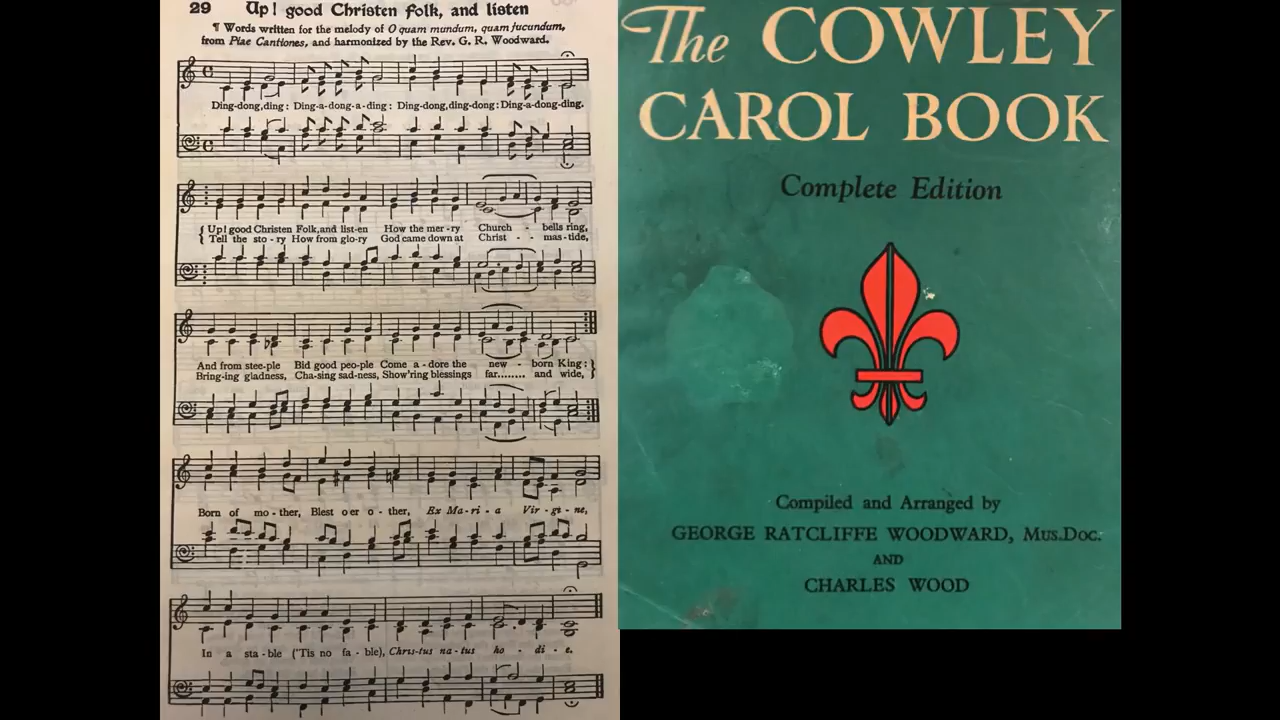 29 Up! good Christen Folk, and listen
¶ Words written for the melody of O quam mundum, quam jucundum,
from Piae Cantiones, and harmonized by the Rev. G. R. Woodward.
Ding-dong, ding: Ding-a-dong-a-ding: Ding-dong, ding-dong: Ding-a-dong-ding.
Up! good Christen Folk, and list-en How the mer-ry Church - bells ring,
Tell the sto-ry How from glo-ry God came down at Christ - - mas-tide,
And from stee-ple Bid good peo-ple Come a-dore the new - born King:
Bring-ing gladness, Cha-sing sad-ness, Show'ring blessings far........ and wide,
Born of mo-ther, Blest o'er o-ther, Ex Ma-ri-a Vir-gi-ne,
In a sta-ble ('Tis no fa-ble), Chris-tus na-tus ho - di - e.
The COWLEY
CAROL BOOK
Complete Edition
Compiled and Arranged by
GEORGE RATCLIFFE WOODWARD, Mus.Doc.
AND
CHARLES WOOD